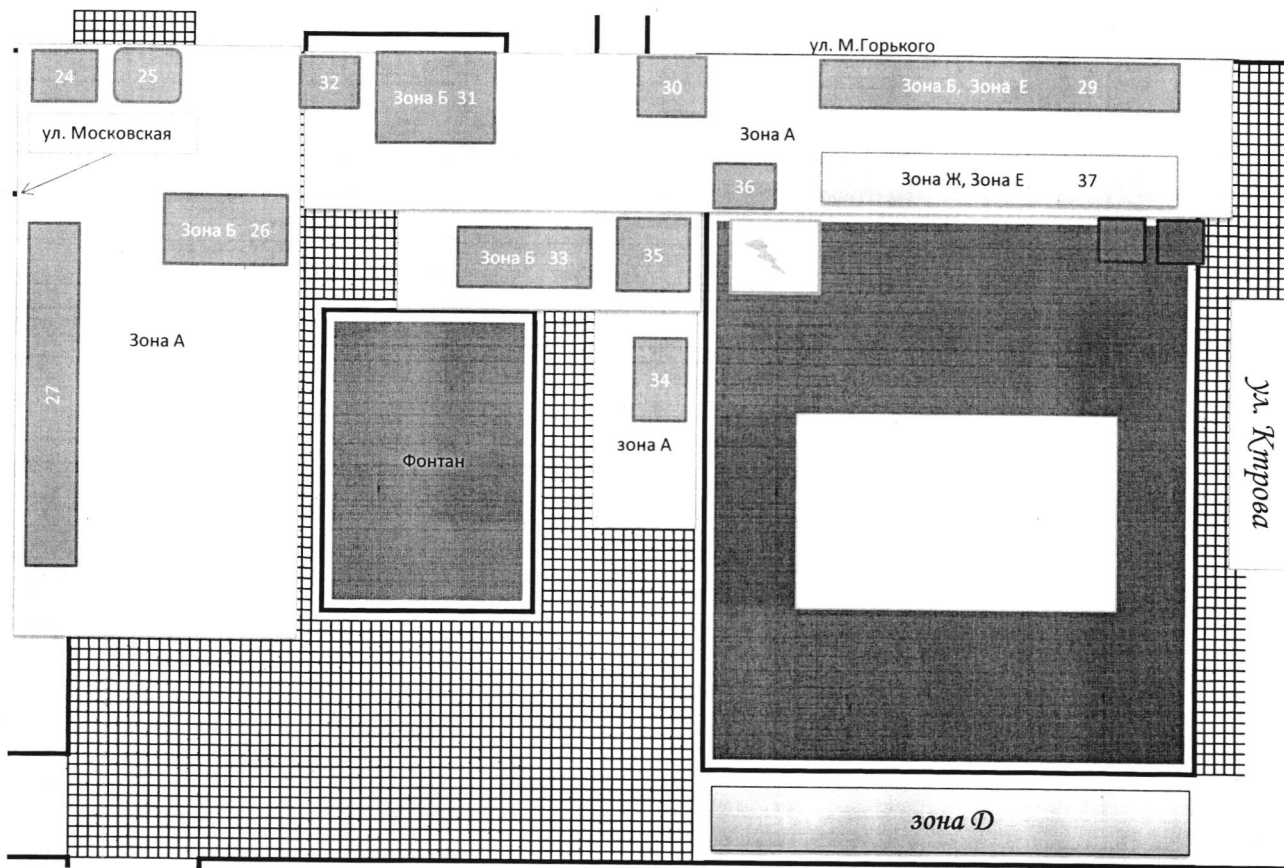 ул. М.Горького
24
25
32
Зона Б 31
30
Зона Б, Зона Е 29
ул. Московская
Зона А
36
Зона Ж, Зона Е 37
Зона Б 26
Зона Б 33
35
Зона А
27
34
зона А
Фонтан
ул. Ктрова
зона D